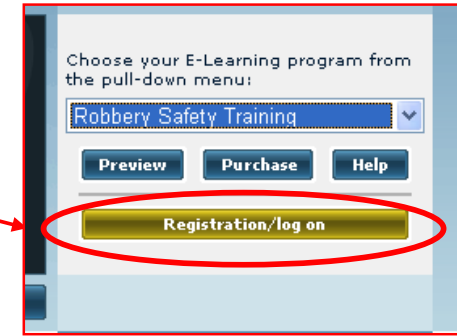 Choose your E-Learning program from
the pull-down menu:
Robbery Safety Training
Preview Purchase Help
Registration/log on